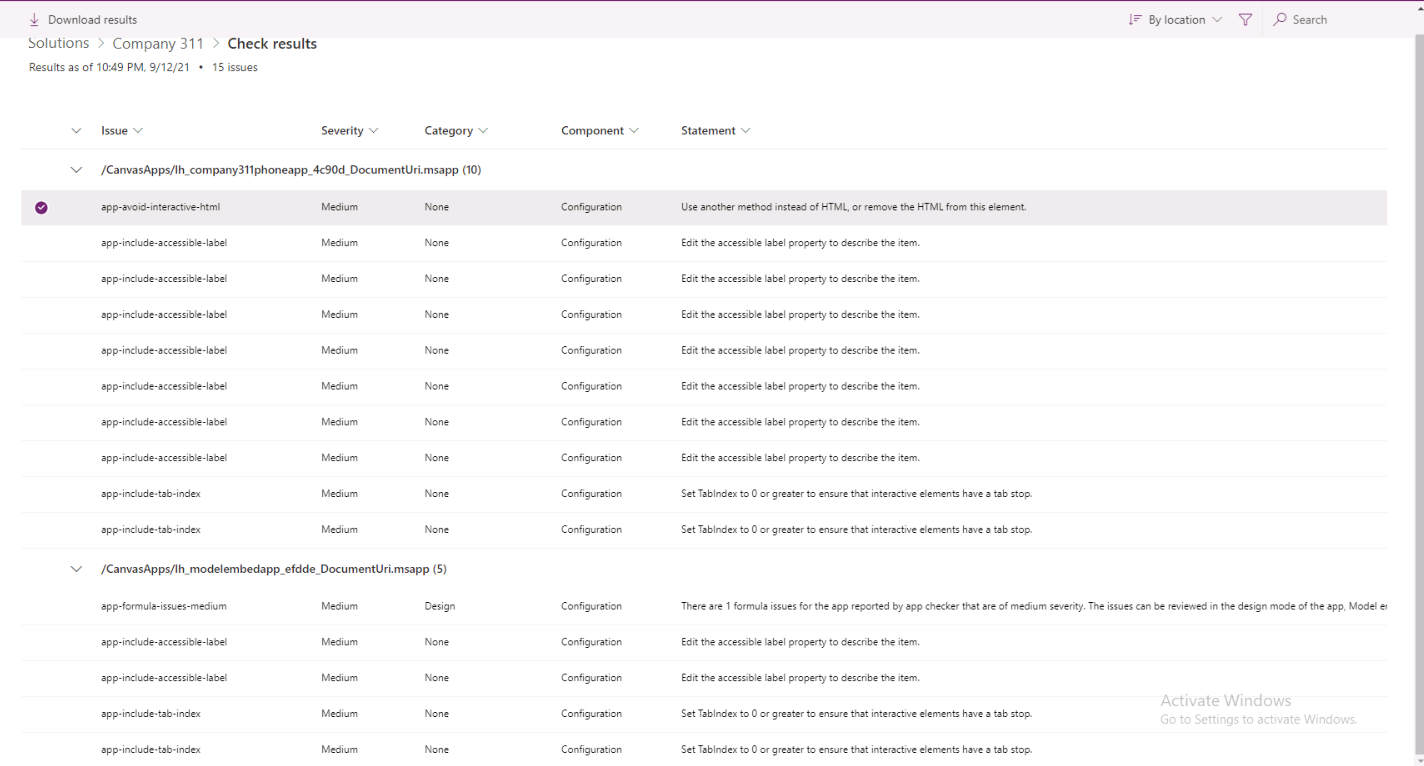 Download results By location Search
Solutions > Company 311 > Check results
Results as of 10:49 PM, 9/12/21 • 15 issues
Issue Severity Category Component Statement
/CanvasApps/lh_company311phoneapp_4c90d_DocumentUri.msapp (10)
app-avoid-interactive-html Medium None Configuration Use another method instead of HTML, or remove the HTML from this element.
app-include-accessible-label Medium None Configuration Edit the accessible label property to describe the item.
app-include-accessible-label Medium None Configuration Edit the accessible label property to describe the item.
app-include-accessible-label Medium None Configuration Edit the accessible label property to describe the item.
app-include-accessible-label Medium None Configuration Edit the accessible label property to describe the item.
app-include-accessible-label Medium None Configuration Edit the accessible label property to describe the item.
app-include-accessible-label Medium None Configuration Edit the accessible label property to describe the item.
app-include-accessible-label Medium None Configuration Edit the accessible label property to describe the item.
app-include-tab-index Medium None Configuration Set TabIndex to 0 or greater to ensure that interactive elements have a tab stop.
app-include-tab-index Medium None Configuration Set TabIndex to 0 or greater to ensure that interactive elements have a tab stop.
/CanvasApps/lh_modelembedapp_efdde_DocumentUri.msapp (5)
app-formula-issues-medium Medium Design Configuration There are 1 formula issues for the app reported by app checker that are of medium severity. The issues can be reviewed in the design mode of the app, Model
app-include-accessible-label Medium None Configuration Edit the accessible label property to describe the item.
app-include-accessible-label Medium None Configuration Edit the accessible label property to describe the item.
Activate Windows
app-include-tab-index Medium None Configuration Set TabIndex to 0 or greater to ensure that interactive elements have a tab stop.
Go to Settings to activate Windows.
app-include-tab-index Medium None Configuration Set TabIndex to 0 or greater to ensure that interactive elements have a tab stop.